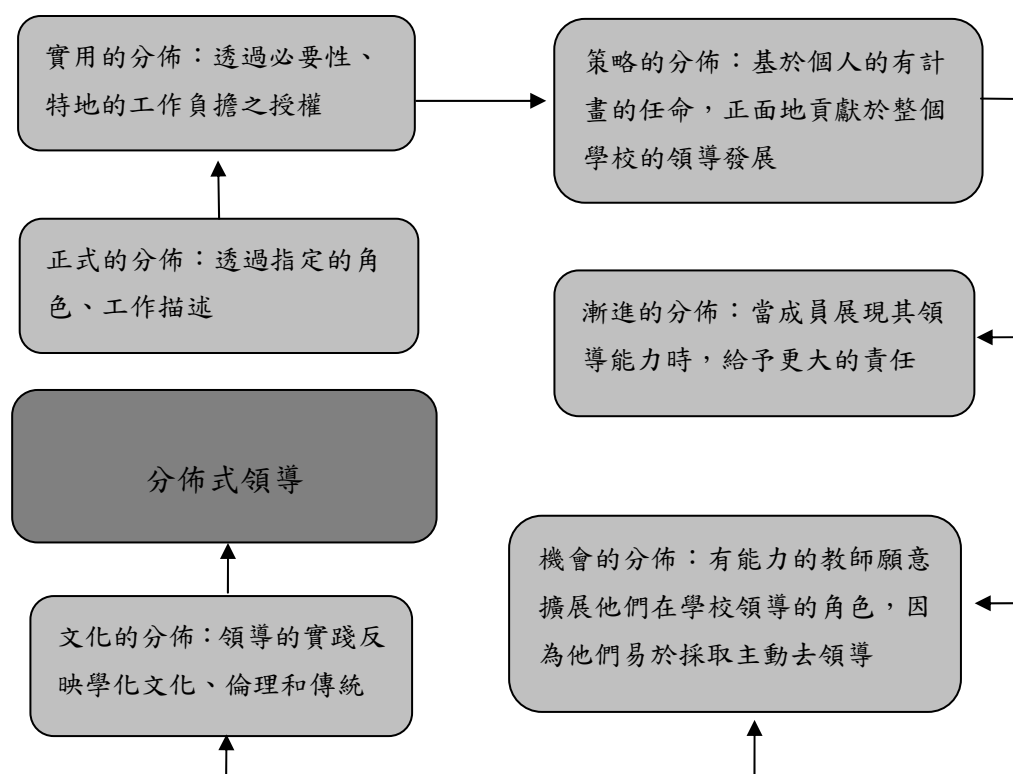 實用的分佈：透過必要性、
特地的工作負擔之授權
策略的分佈：基於個人的有計
畫的任命，正面地貢獻於整個
學校的領導發展
正式的分佈：透過指定的角
色、工作描述
漸進的分佈：當成員展現其領
導能力時，給予更大的責任
分佈式領導
機會的分佈：有能力的教師願意
擴展他們在學校領導的角色，因
為他們易於採取主動去領導
文化的分佈：領導的實踐反
映學化文化、倫理和傳統